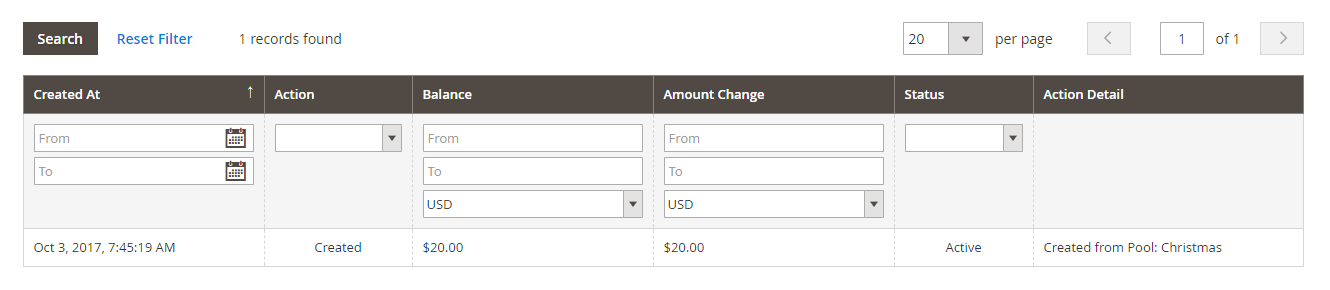 Search Reset Filter 1 records found 20 per page 1 of 1
Created At ↑ Action Balance Amount Change Status Action Detail
From From From
To To To
USD USD
Oct 3, 2017, 7:45:19 AM Created $20.00 $20.00 Active Created from Pool: Christmas